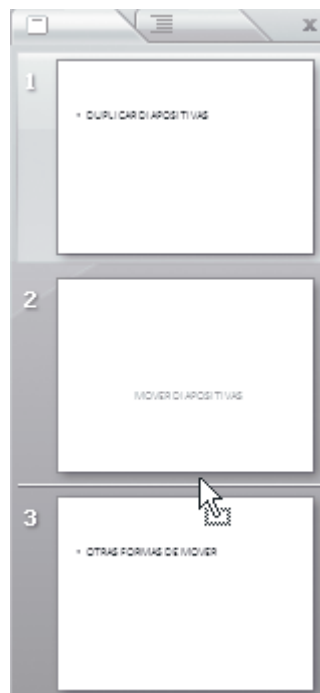 1
• DUPLICAR DIAPOSITIVAS
2
MOVER DIAPOSITIVAS
3
• OTRAS FORMAS DE MOVER